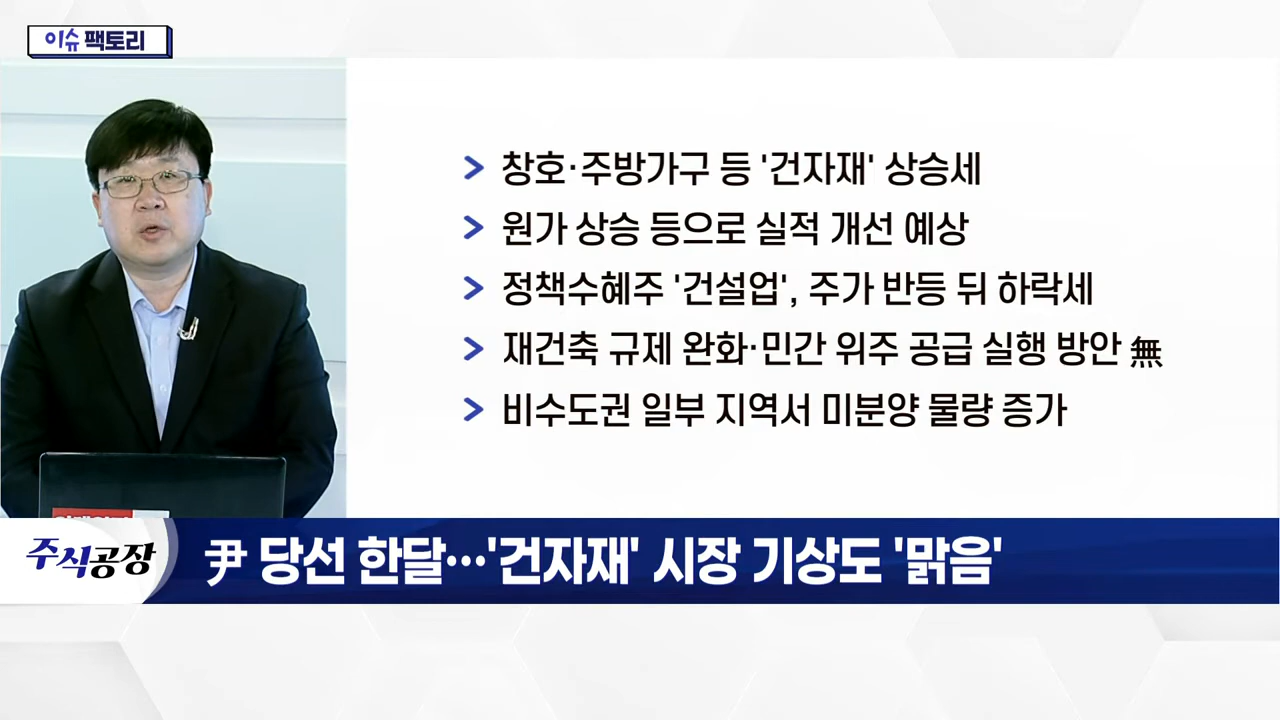 이슈 팩토리
> 창호·주방가구 등 '건자재' 상승세
> 원가 상승 등으로 실적 개선 예상
> 정책수혜주 '건설업', 주가 반등 뒤 하락세
> 재건축 규제 완화·민간 위주 공급 실행 방안 無
> 비수도권 일부 지역서 미분양 물량 증가
주식공장
尹 당선 한달…'건자재' 시장 기상도 '맑음'